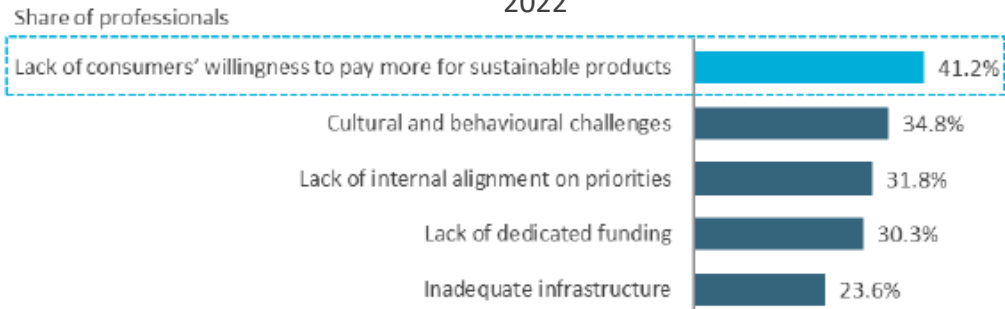 2022
Share of professionals
Lack of consumers' willingness to pay more for sustainable products 41.2%
Cultural and behavioural challenges 34.8%
Lack of internal alignment on priorities 31.8%
Lack of dedicated funding 30.3%
Inadequate infrastructure 23.6%